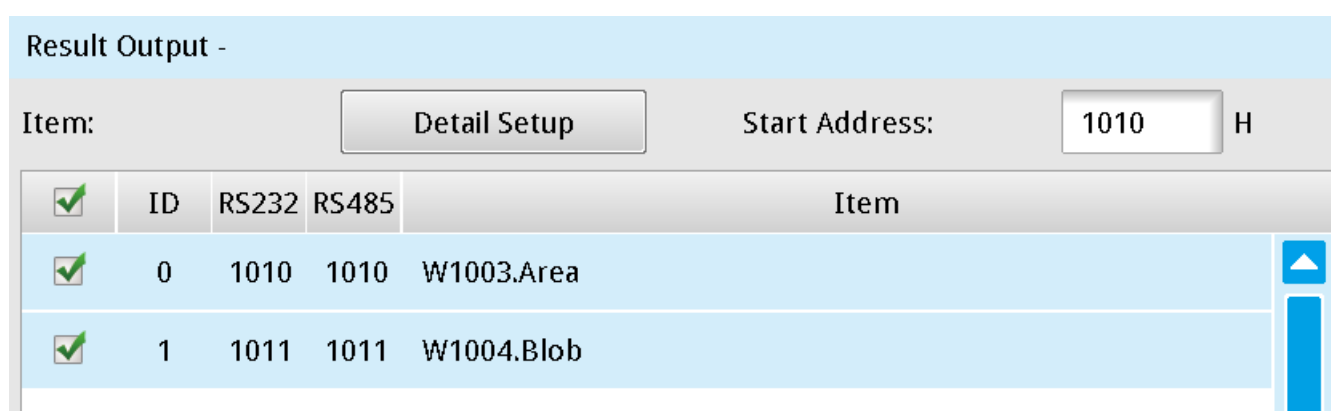 Result Output -
Item: Detail Setup Start Address: 1010 H
ID RS232 RS485 Item
0 1010 1010 W1003.Area
1 1011 1011 W1004.Blob